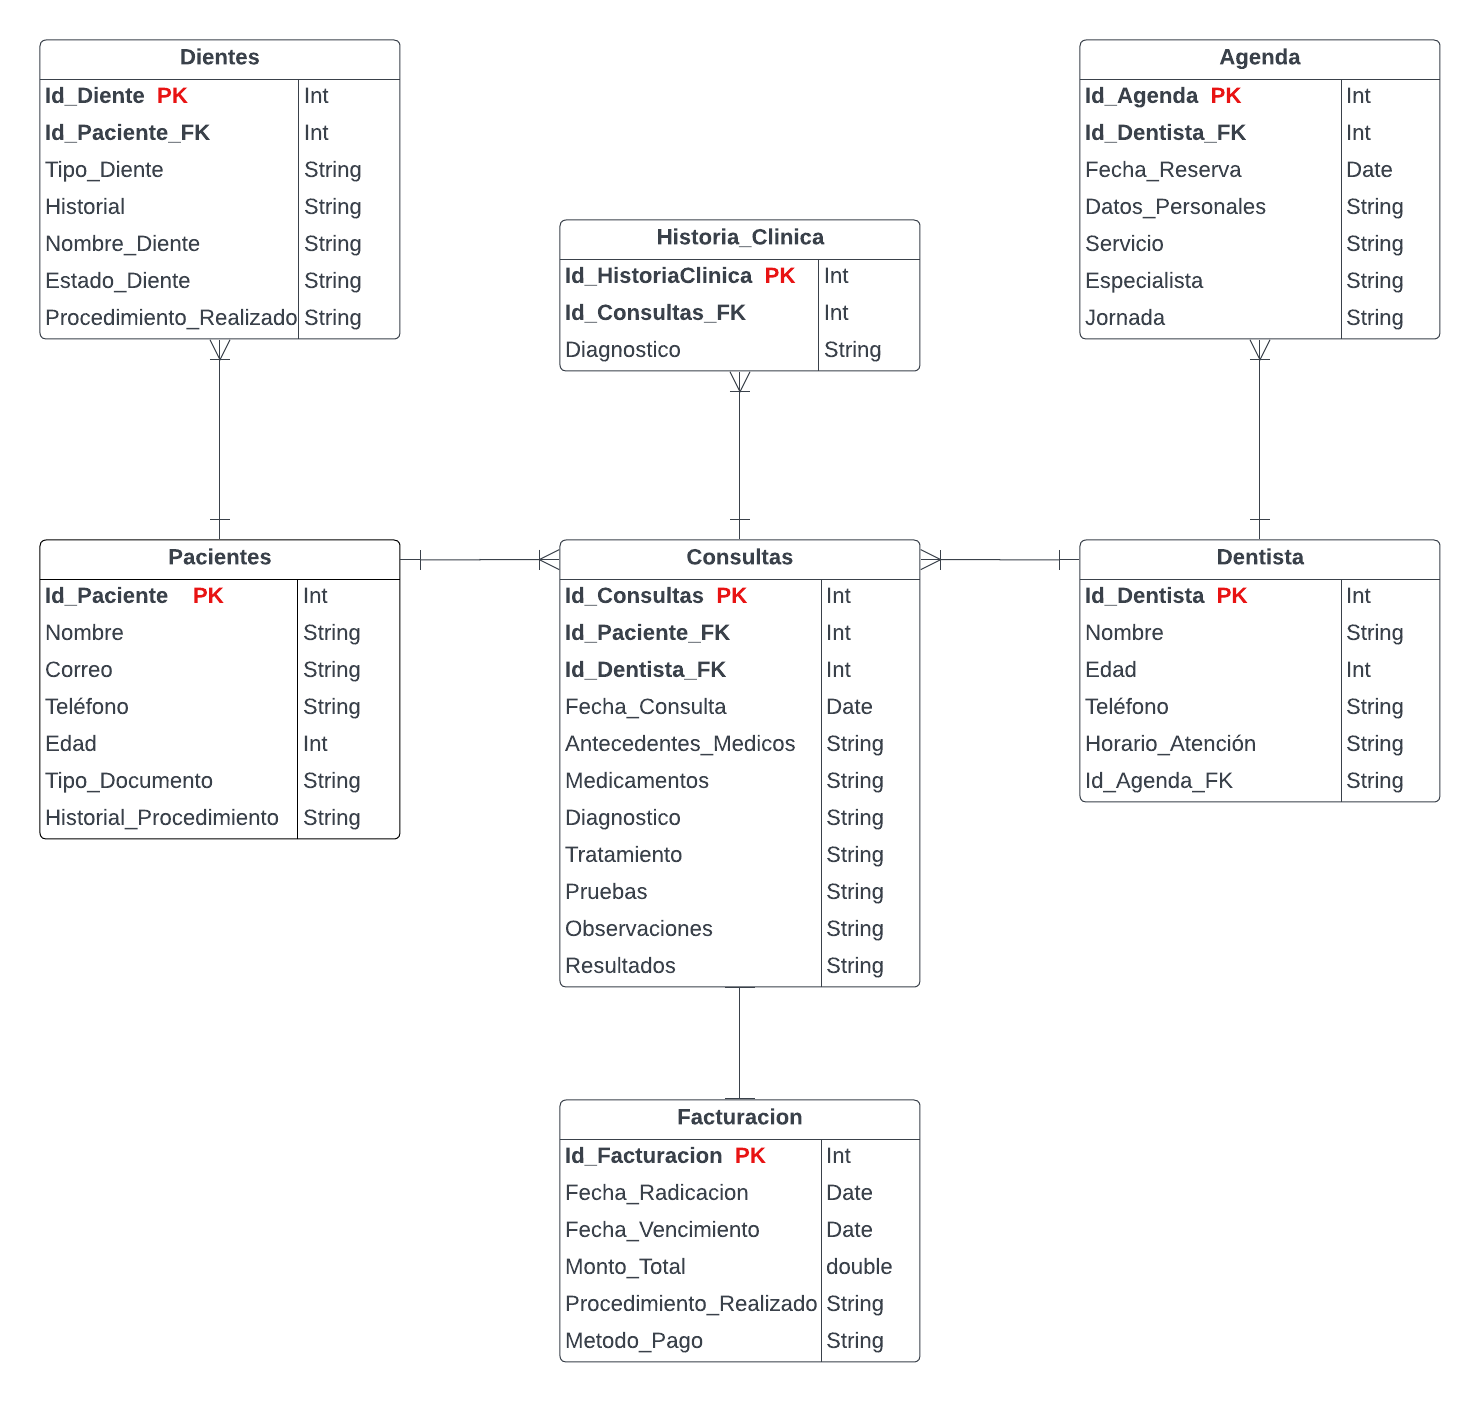 Dientes
Id_Diente PK Int
Id_Paciente_FK Int
Tipo_Diente String
Historial String
Nombre_Diente String
Estado_Diente String
Procedimiento_Realizado String
Historia_Clinica
Id_HistoriaClinica PK Int
Id_Consultas_FK Int
Diagnostico String
Agenda
Id_Agenda PK Int
Id_Dentista_FK Int
Fecha_Reserva Date
Datos_Personales String
Servicio String
Especialista String
Jornada String
Pacientes
Id_Paciente PK Int
Nombre String
Correo String
Teléfono String
Edad Int
Tipo_Documento String
Historial_Procedimiento String
Consultas
Id_Consultas PK Int
Id_Paciente_FK Int
Id_Dentista_FK Int
Fecha_Consulta Date
Antecedentes_Medicos String
Medicamentos String
Diagnostico String
Tratamiento String
Pruebas String
Observaciones String
Resultados String
Dentista
Id_Dentista PK Int
Nombre String
Edad Int
Teléfono String
Horario_Atención String
Id_Agenda_FK String
Facturacion
Id_Facturacion PK Int
Fecha_Radicacion Date
Fecha_Vencimiento Date
Monto_Total double
Procedimiento_Realizado String
Metodo_Pago String